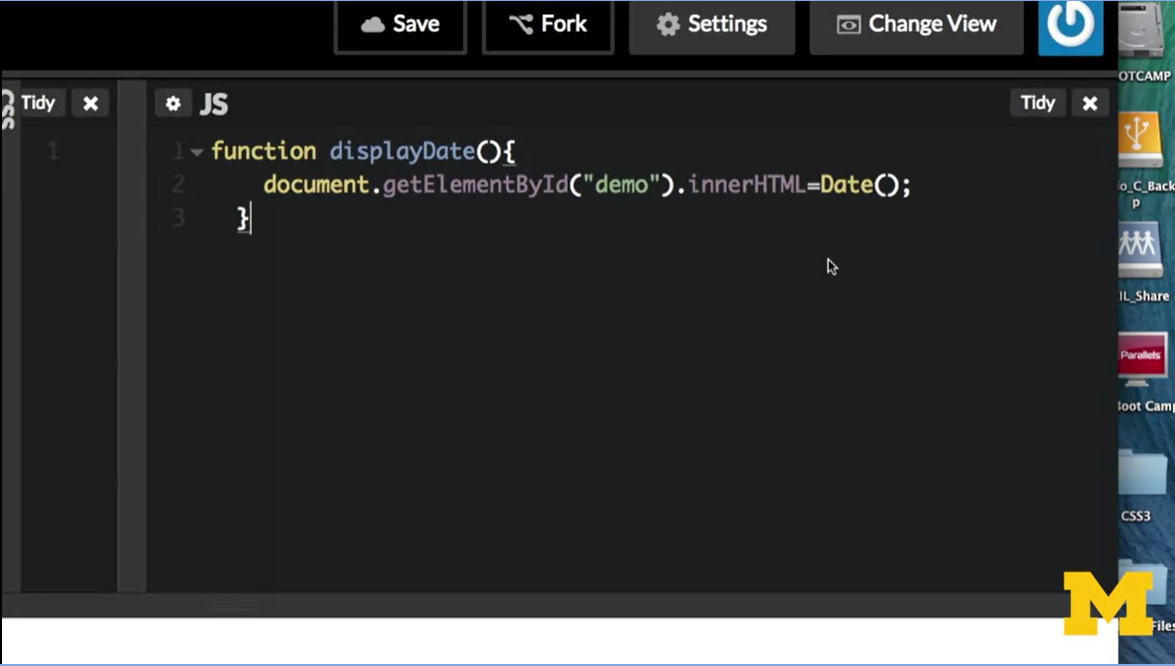 Save
Fork
Settings
Change View
CSS
Tidy
JS
Tidy
1
1 function displayDate(){
2 document.getElementById("demo").innerHTML=Date();
3 }
OTCAMP
o_C_Back
p
IL_Share
Parallels
Boot Camp
CSS3
Files
M